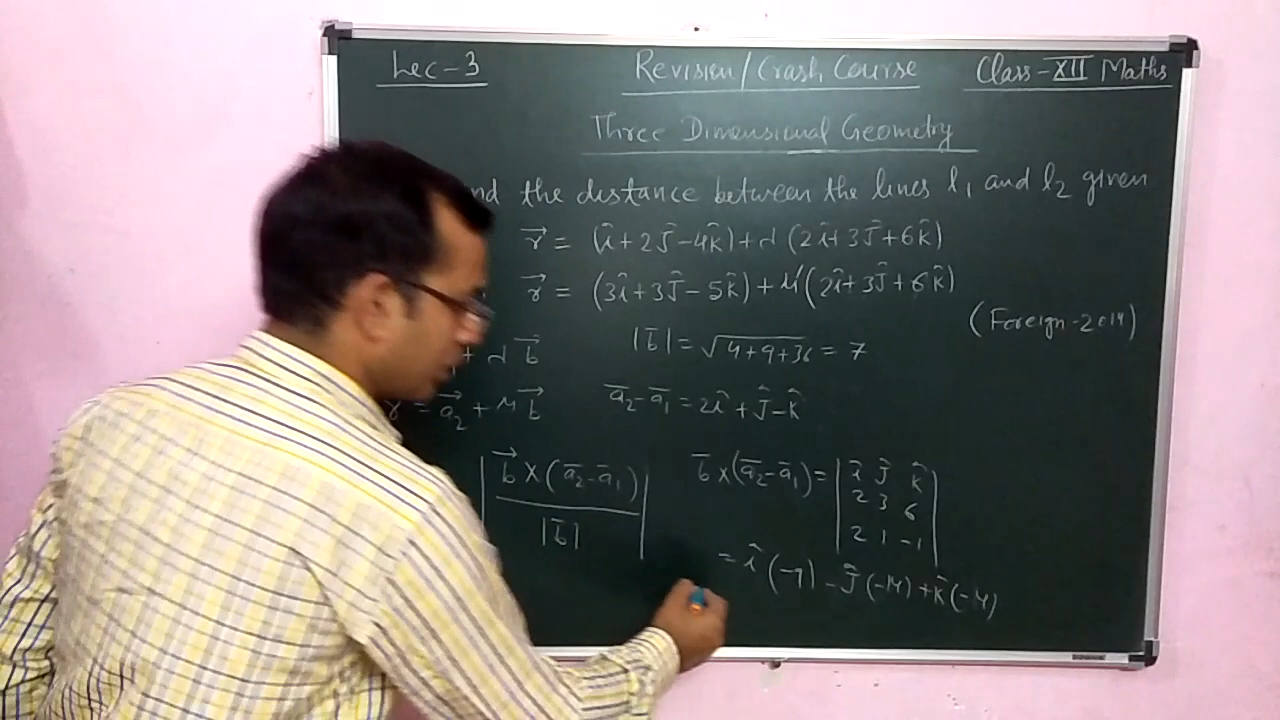 Lec-3 Revision/Crash Course Class-XII Maths
Three Dimensional Geometry
the distance between the lines l₁ and l₂ given
r⃗ = (î+2ĵ-4k̂)+λ(2î+3ĵ+6k̂)
r⃗ = (3î+3ĵ-5k̂)+μ(2î+3ĵ+6k̂)
(Foreign-2014)
+ λb⃗ |b̄| = √4+9+36 = 7
r = a⃗₂+μb⃗ ā₂-ā₁ = 2î+ĵ-k̂
|b⃗×(ā₂-ā₁)| b̄×(ā₂-ā₁) = |î ĵ k̂|
|b̄| 2 3 6
2 1 -1
= î(-9)-ĵ(-14)+k̂(-4)